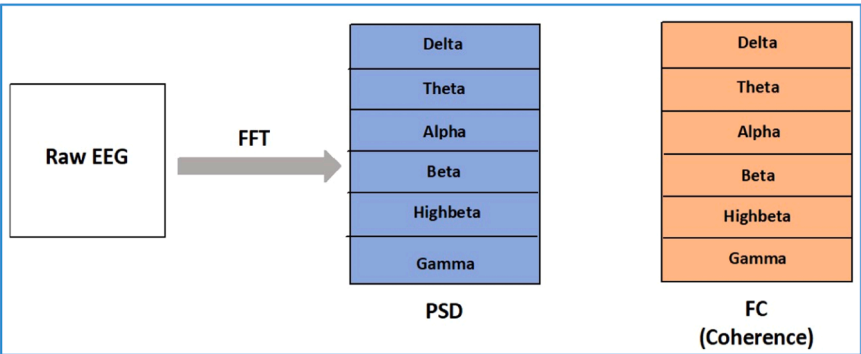 Raw EEG
FFT
Delta
Theta
Alpha
Beta
Highbeta
Gamma
PSD
Delta
Theta
Alpha
Beta
Highbeta
Gamma
FC
(Coherence)